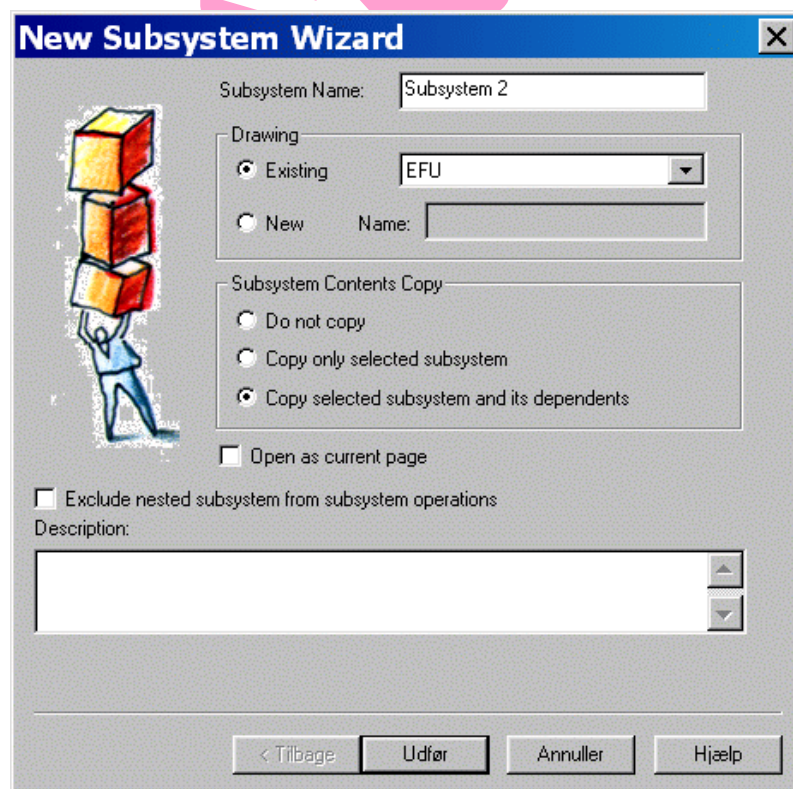 New Subsystem Wizard
Subsystem Name: Subsystem 2
Drawing
Existing EFU
New Name:
Subsystem Contents Copy
Do not copy
Copy only selected subsystem
Copy selected subsystem and its dependents
Open as current page
Exclude nested subsystem from subsystem operations
Description:
< Tilbage Udfør Annuller Hjælp